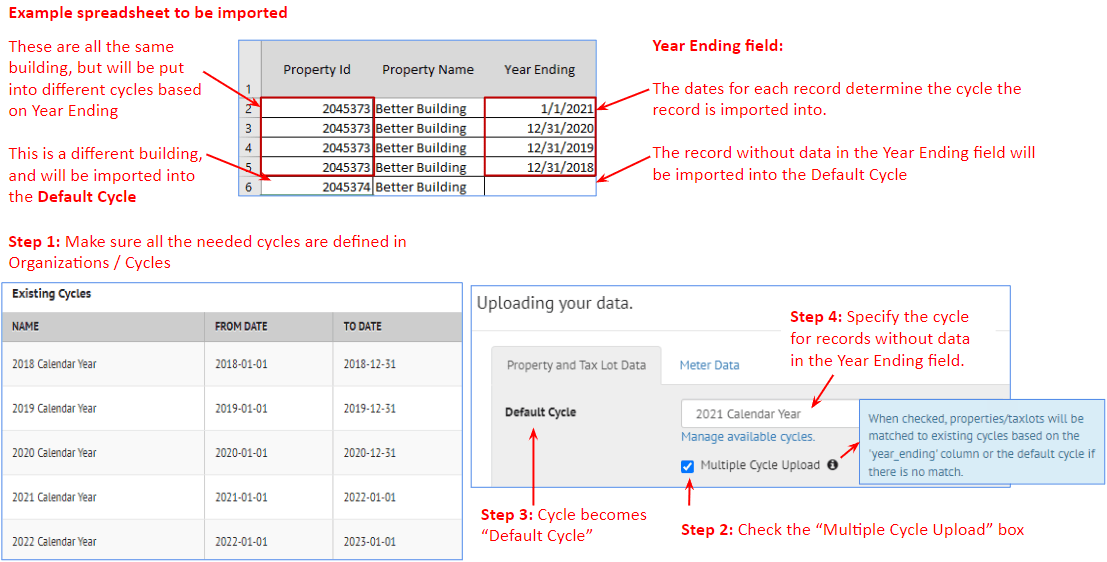 Example spreadsheet to be imported
These are all the same
building, but will be put
into different cycles based
on Year Ending
This is a different building,
and will be imported into
the Default Cycle
1 Property Id Property Name Year Ending
2 2045373 Better Building 1/1/2021
3 2045373 Better Building 12/31/2020
4 2045373 Better Building 12/31/2019
5 2045373 Better Building 12/31/2018
6 2045374 Better Building
Year Ending field:
The dates for each record determine the cycle the
record is imported into.
The record without data in the Year Ending field will
be imported into the Default Cycle
Step 1: Make sure all the needed cycles are defined in
Organizations / Cycles
Existing Cycles
NAME FROM DATE TO DATE
2018 Calendar Year 2018-01-01 2018-12-31
2019 Calendar Year 2019-01-01 2019-12-31
2020 Calendar Year 2020-01-01 2020-12-31
2021 Calendar Year 2021-01-01 2022-01-01
2022 Calendar Year 2022-01-01 2023-01-01
Uploading your data.
Step 4: Specify the cycle
for records without data
in the Year Ending field.
Property and Tax Lot Data Meter Data
Default Cycle 2021 Calendar Year
Manage available cycles.
Multiple Cycle Upload
When checked, properties/taxlots will be
matched to existing cycles based on the
'year_ending' column or the default cycle if
there is no match.
Step 3: Cycle becomes
“Default Cycle”
Step 2: Check the “Multiple Cycle Upload” box